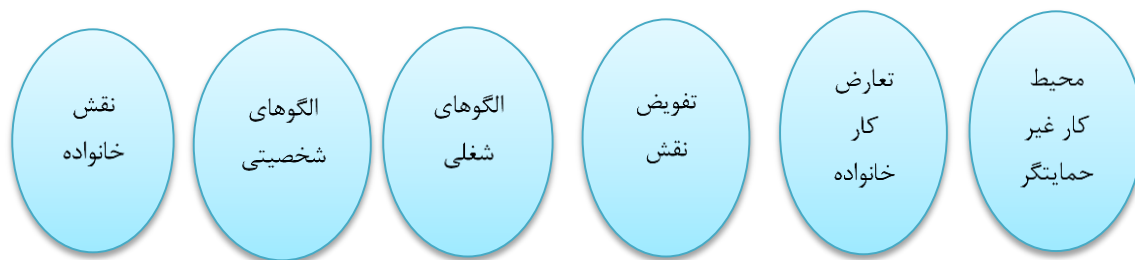 محیط
کار غیر
حمایتگر
تعارض
کار
خانواده
تفویض
نقش
الگوهای
شغلی
الگوهای
شخصیتی
نقش
خانواده